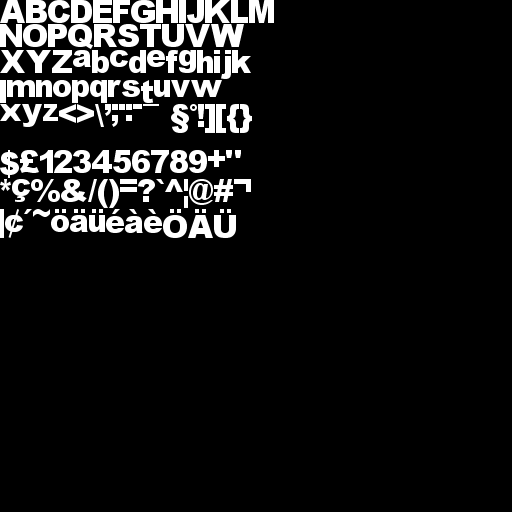 ABCDEFGHIJKLM
NOPQRSTUVW
XYZabcdefghijk
lmnopqrstuvw
xyz<>\,;.:-_ §°!][{}
$£123456789+"
*ç%&/()=?`^¦@#¬
|¢´~öäüéàèÖÄÜ